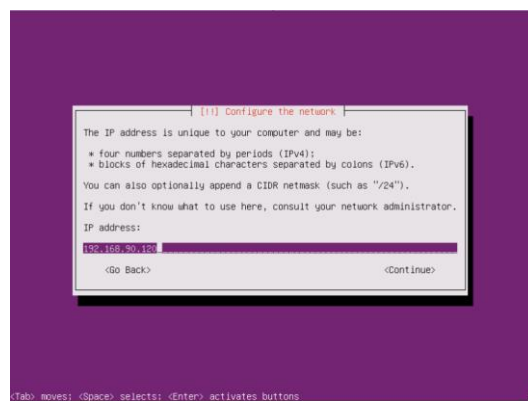 [!!] Configure the network
The IP address is unique to your computer and may be:
* four numbers separated by periods (IPv4);
* blocks of hexadecimal characters separated by colons (IPv6).
You can also optionally append a CIDR netmask (such as "/24").
If you don't know what to use here, consult your network administrator.
IP address:
192.168.90.120
<Go Back> <Continue>
<Tab> moves; <Space> selects; <Enter> activates buttons